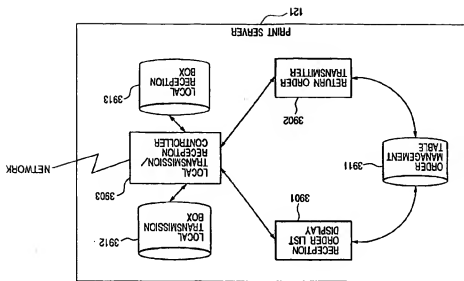 3901
RECEPTION
ORDER LIST
DISPLAY
3912
LOCAL
TRANSMISSION
BOX
3911
ORDER
MANAGEMENT
TABLE
3903
LOCAL
TRANSMISSION/
RECEPTION
CONTROLLER
NETWORK
3902
RETURN ORDER
TRANSMITTER
3913
LOCAL
RECEPTION
BOX
PRINT SERVER
121